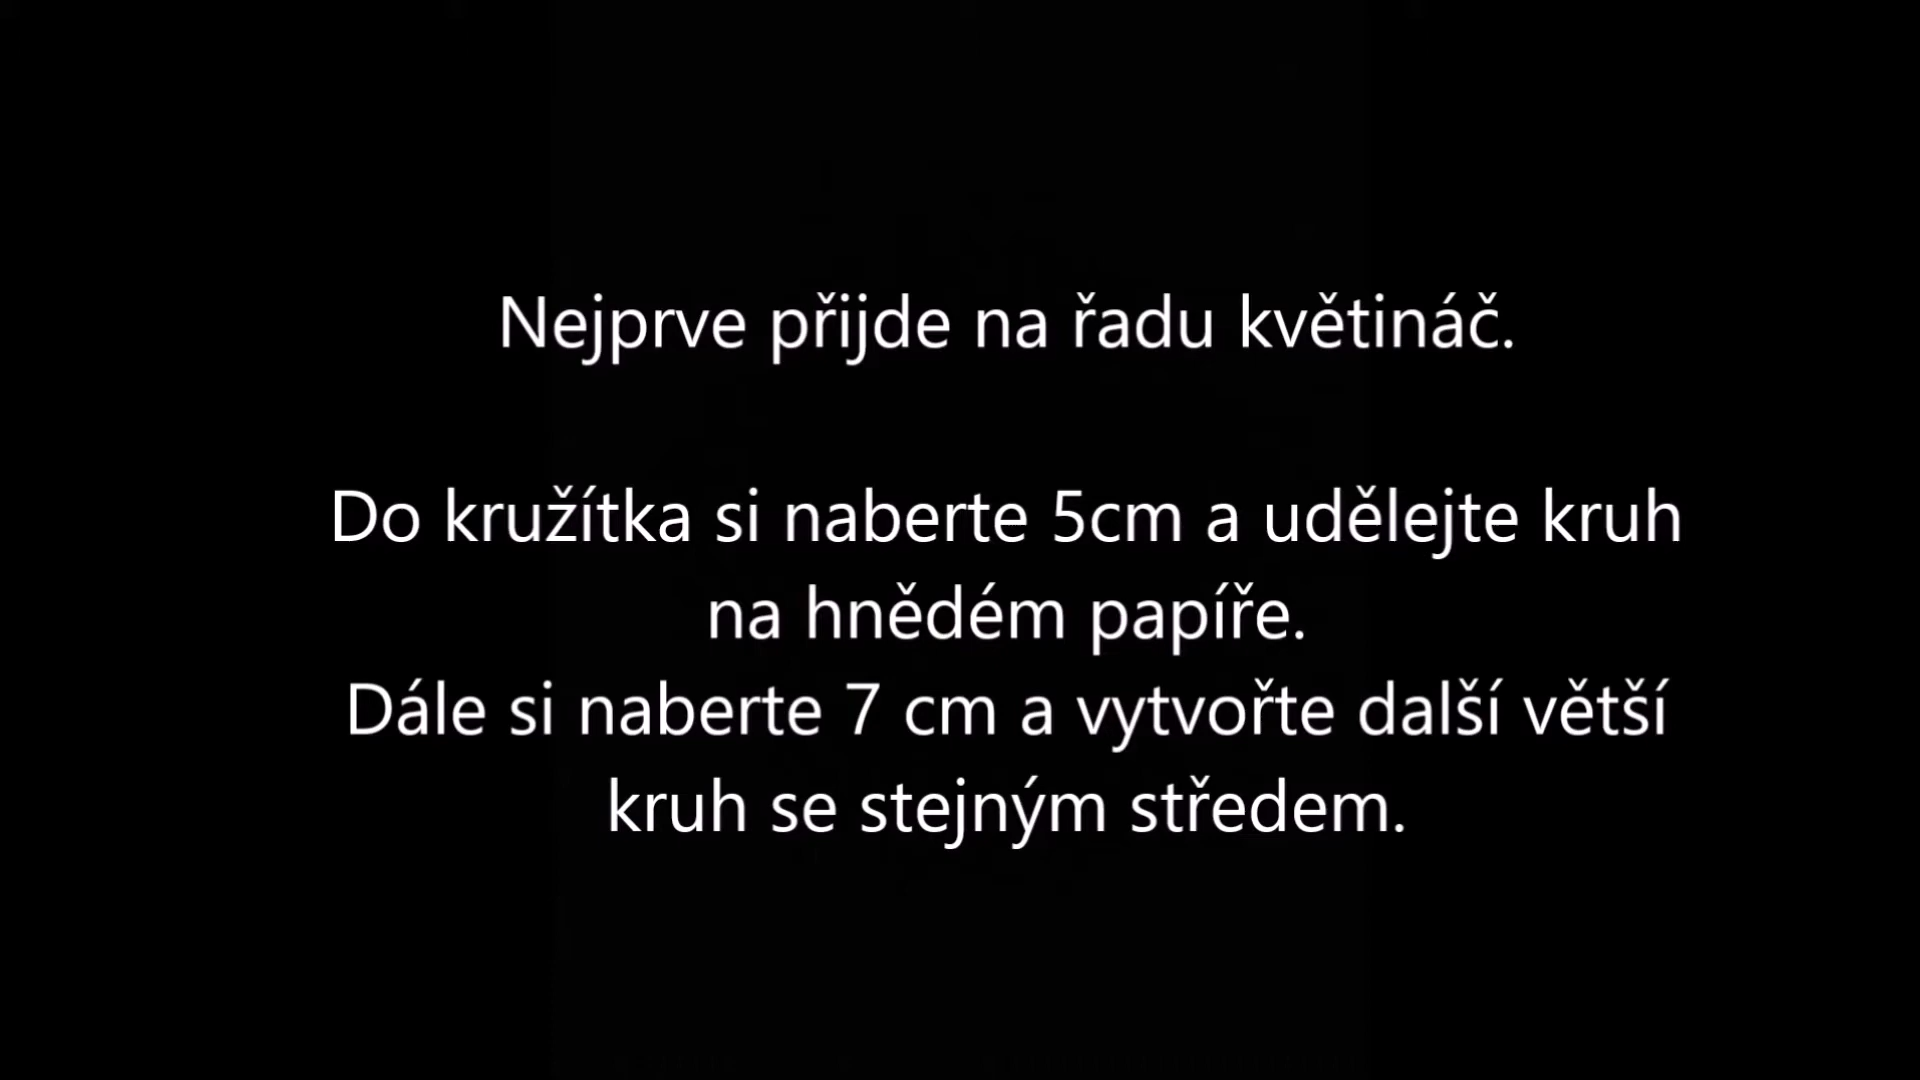 Nejprve přijde na řadu květináč.
Do kružítka si naberte 5cm a udělejte kruh
na hnědém papíře.
Dále si naberte 7 cm a vytvořte další větší
kruh se stejným středem.